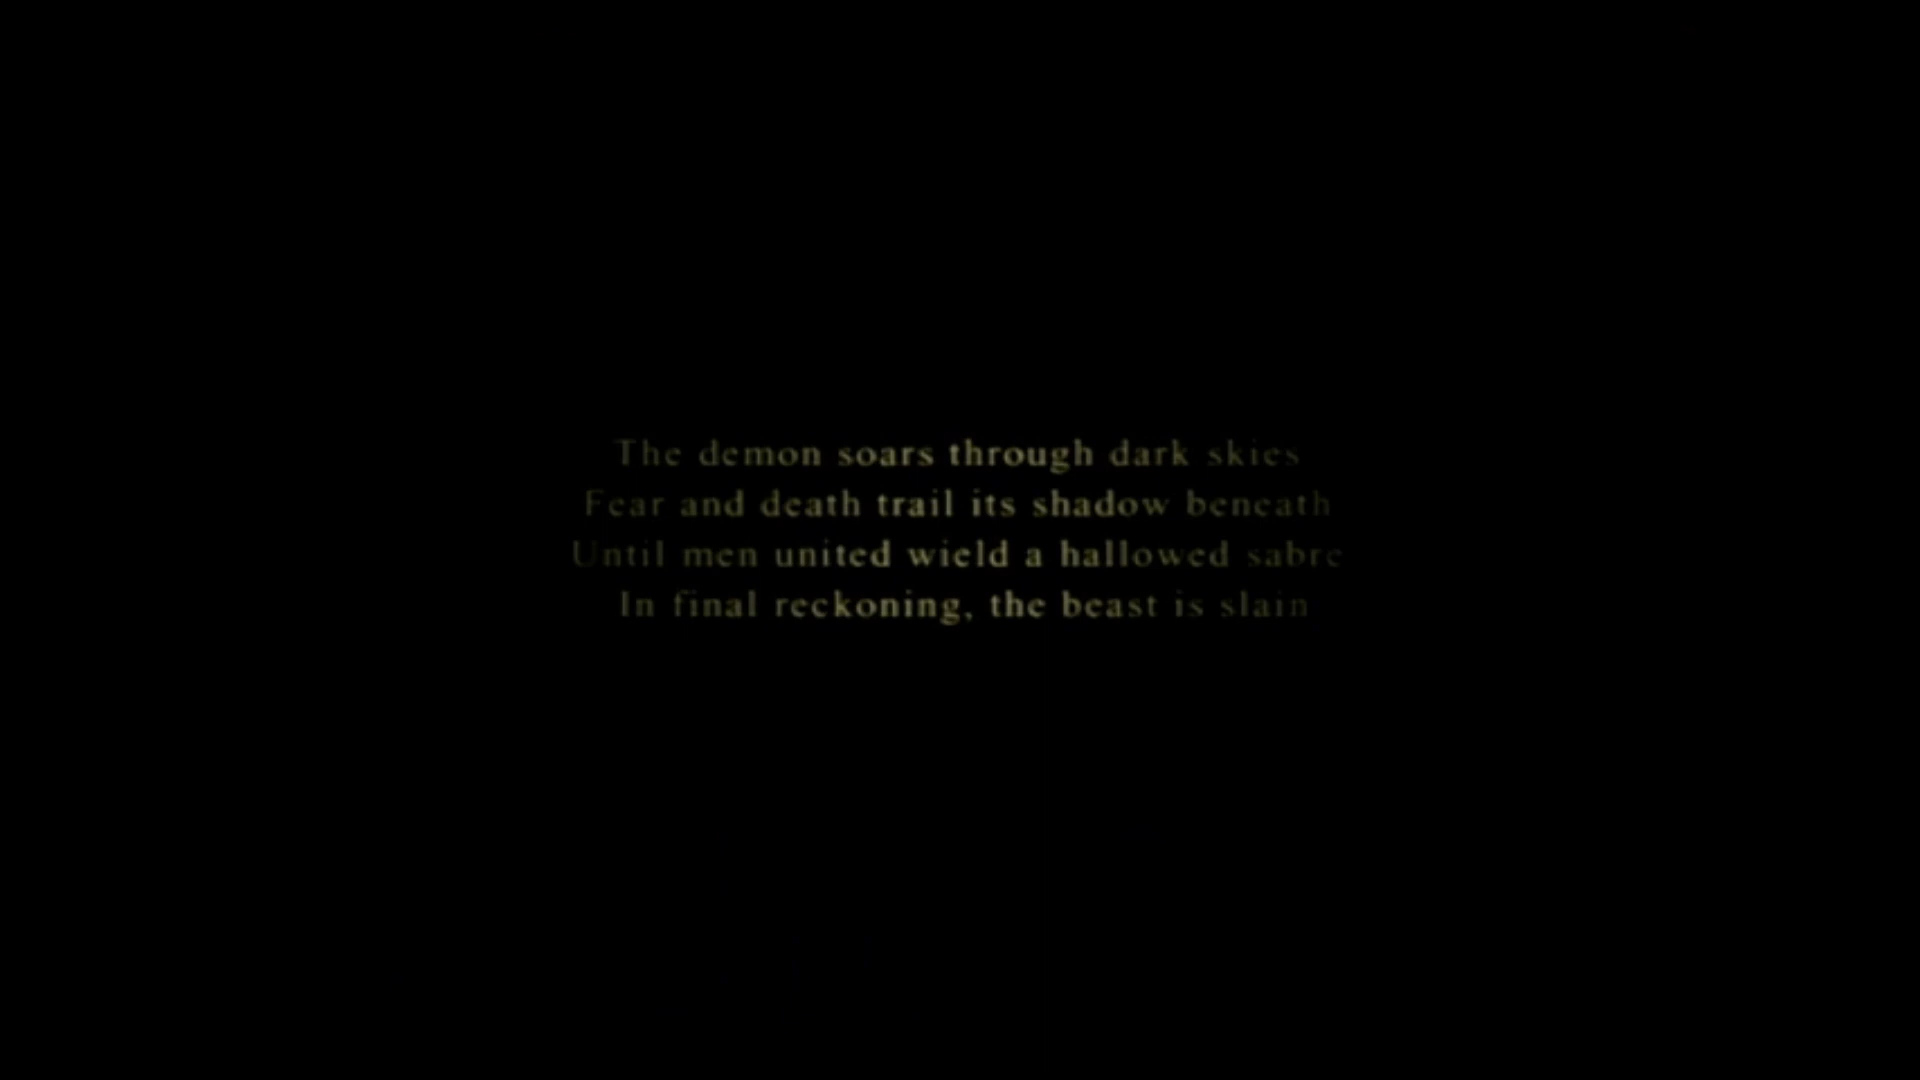 The demon soars through dark skies
Fear and death trail its shadow beneath
Until men united wield a hallowed sabre
In final reckoning, the beast is slain